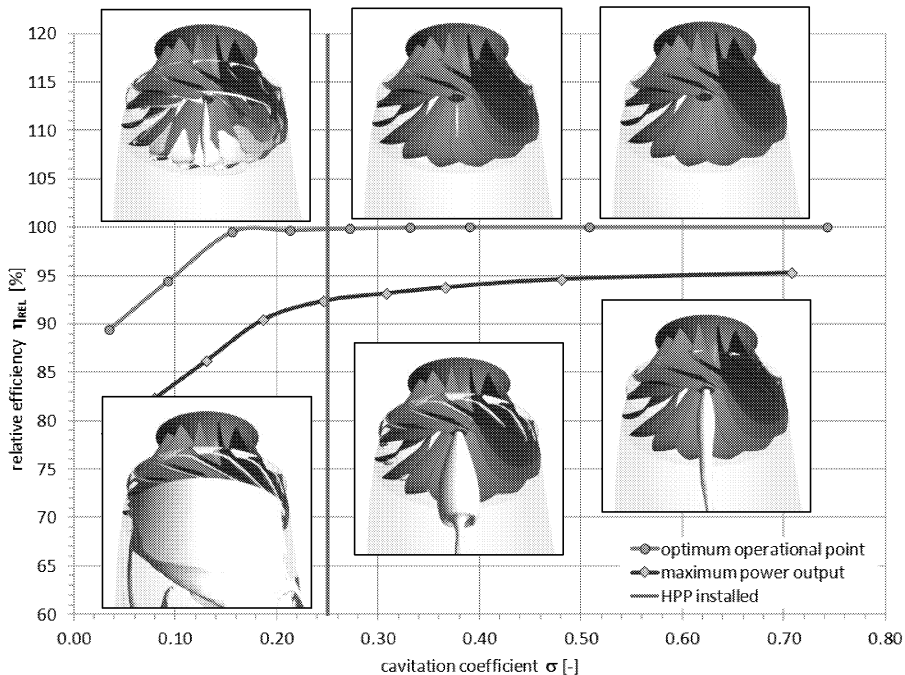 120
115
110
105
100
95
90
85
80
75
70
65
60
relative efficiency ηREL [%]
optimum operational point
maximum power output
HPP installed
0.00 0.10 0.20 0.30 0.40 0.50 0.60 0.70 0.80
cavitation coefficient σ [-]